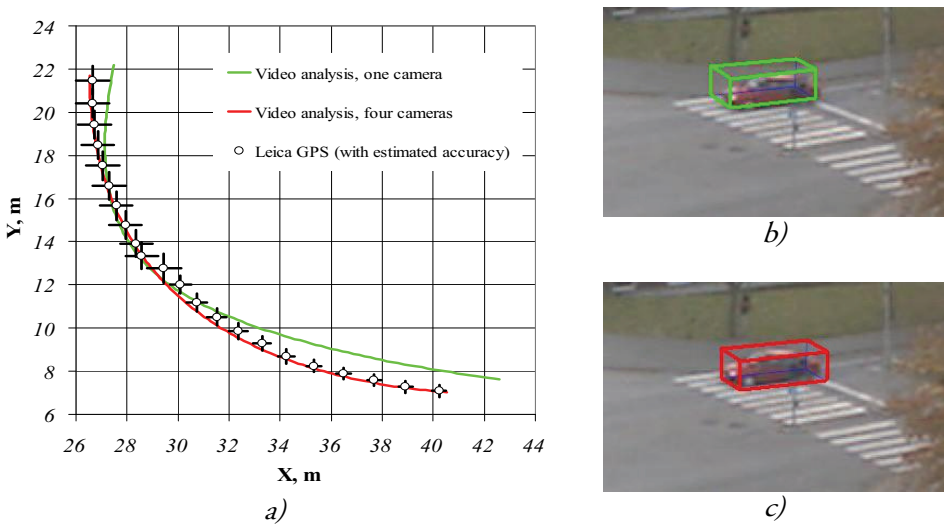 24
22
20
18
16
14
12
10
8
6
Y, m
Video analysis, one camera
Video analysis, four cameras
Leica GPS (with estimated accuracy)
26 28 30 32 34 36 38 40 42 44
X, m
a)
b)
c)